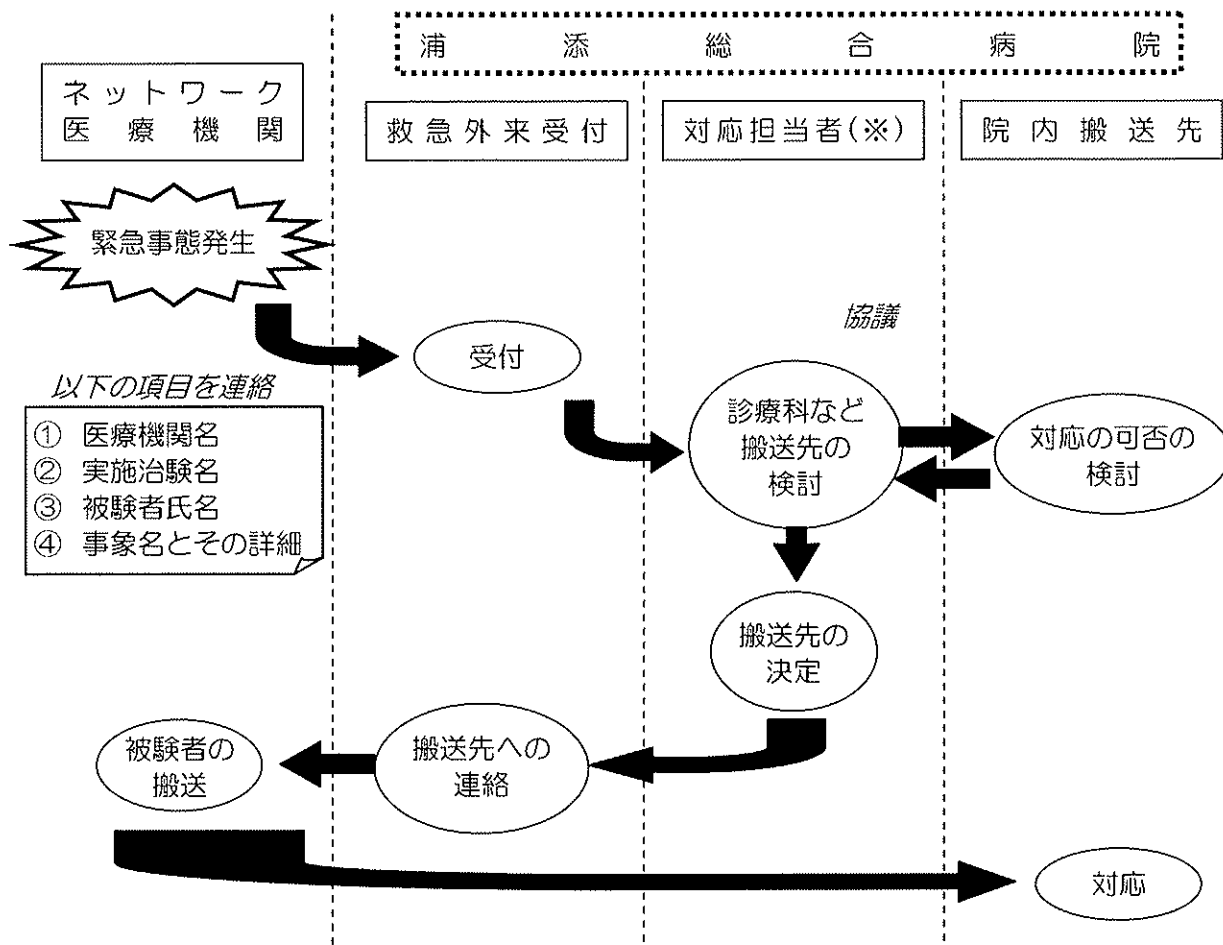 浦添総合病院
ネットワーク
医療機関
救急外来受付
対応担当者(※)
院内搬送先
緊急事態発生
協議
受付
以下の項目を連絡
① 医療機関名
② 実施治験名
③ 被験者氏名
④ 事象名とその詳細
診療科など
搬送先の
検討
対応の可否の
検討
搬送先の
決定
搬送先への
連絡
被験者の
搬送
対応